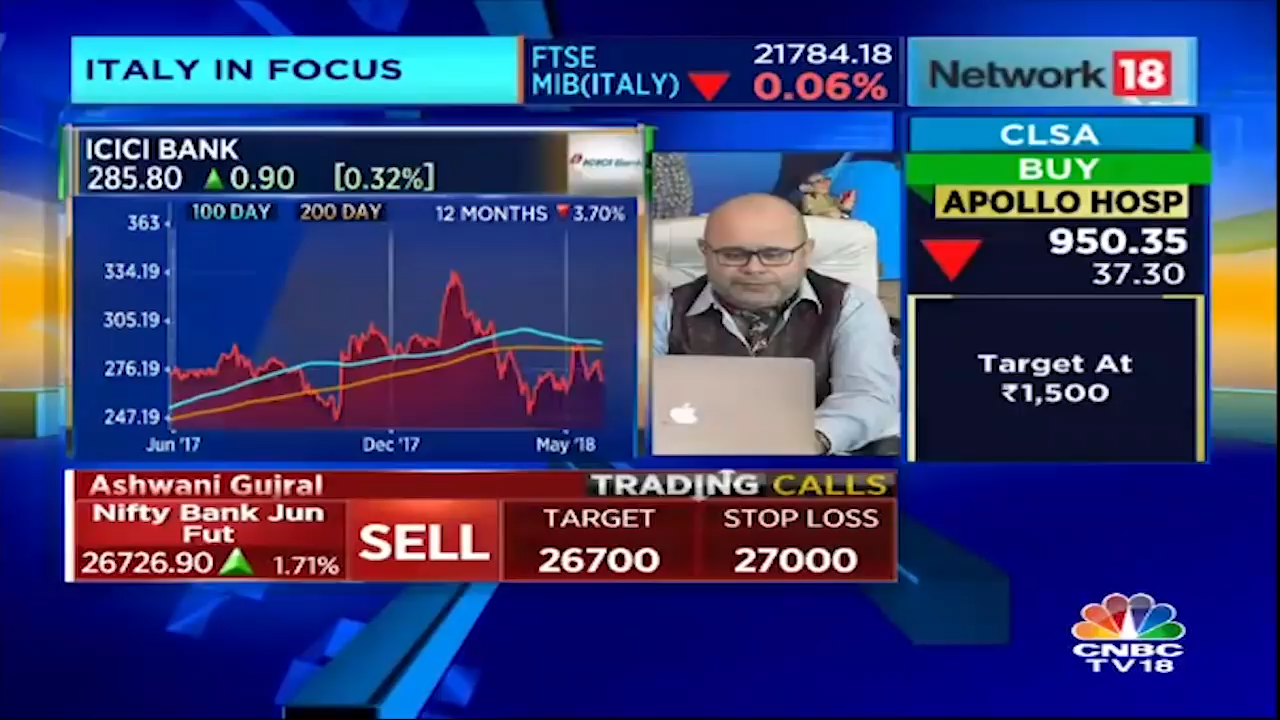 ITALY IN FOCUS
FTSE
MIB(ITALY)
21784.18
0.06%
Network 18
ICICI BANK
285.80 0.90 [0.32%]
ICICI Bank
100 DAY 200 DAY 12 MONTHS 3.70%
363
334.19
305.19
276.19
247.19
Jun '17 Dec '17 May '18
CLSA
BUY
APOLLO HOSP
950.35
37.30
Target At
₹1,500
Ashwani Gujral
TRADING CALLS
Nifty Bank Jun
Fut
26726.90 1.71%
SELL
TARGET
26700
STOP LOSS
27000
CNBC
TV18